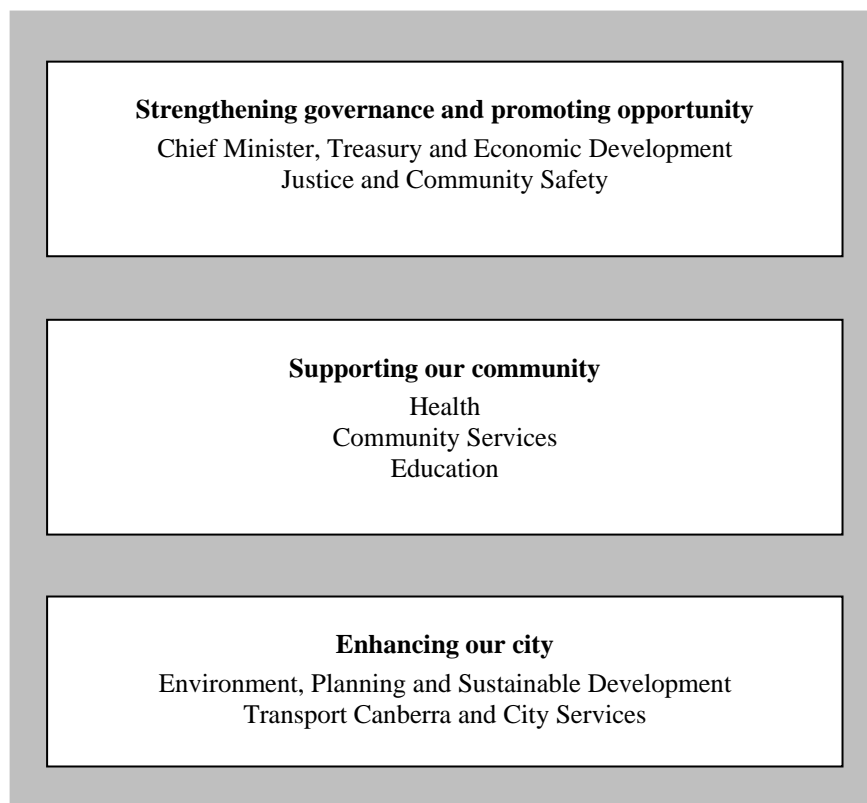 Strengthening governance and promoting opportunity
Chief Minister, Treasury and Economic Development
Justice and Community Safety
Supporting our community
Health
Community Services
Education
Enhancing our city
Environment, Planning and Sustainable Development
Transport Canberra and City Services